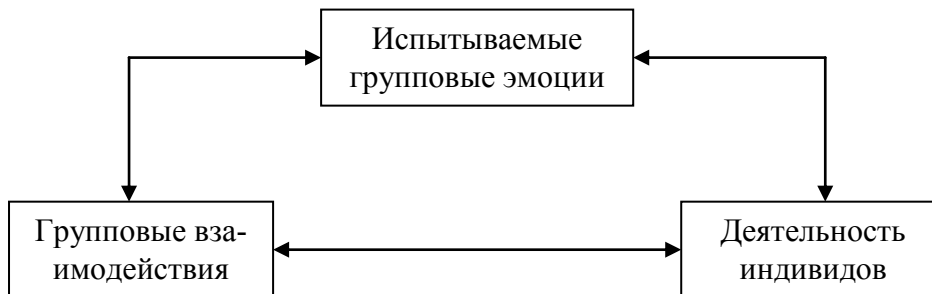 Испытываемые
групповые эмоции
Групповые вза-
имодействия
Деятельность
индивидов